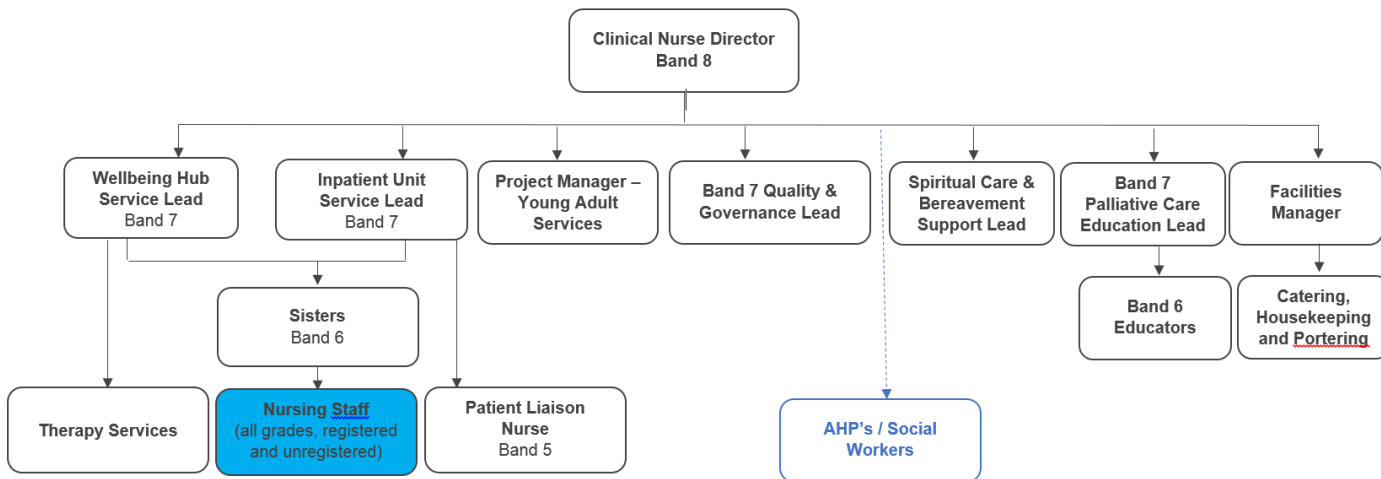 Clinical Nurse Director
Band 8
Wellbeing Hub
Service Lead
Band 7
Inpatient Unit
Service Lead
Band 7
Project Manager –
Young Adult
Services
Band 7 Quality &
Governance Lead
Spiritual Care &
Bereavement
Support Lead
Band 7
Palliative Care
Education Lead
Facilities
Manager
Sisters
Band 6
Band 6
Educators
Catering,
Housekeeping
and Portering
Therapy Services
Nursing Staff
(all grades, registered
and unregistered)
Patient Liaison
Nurse
Band 5
AHP's / Social
Workers